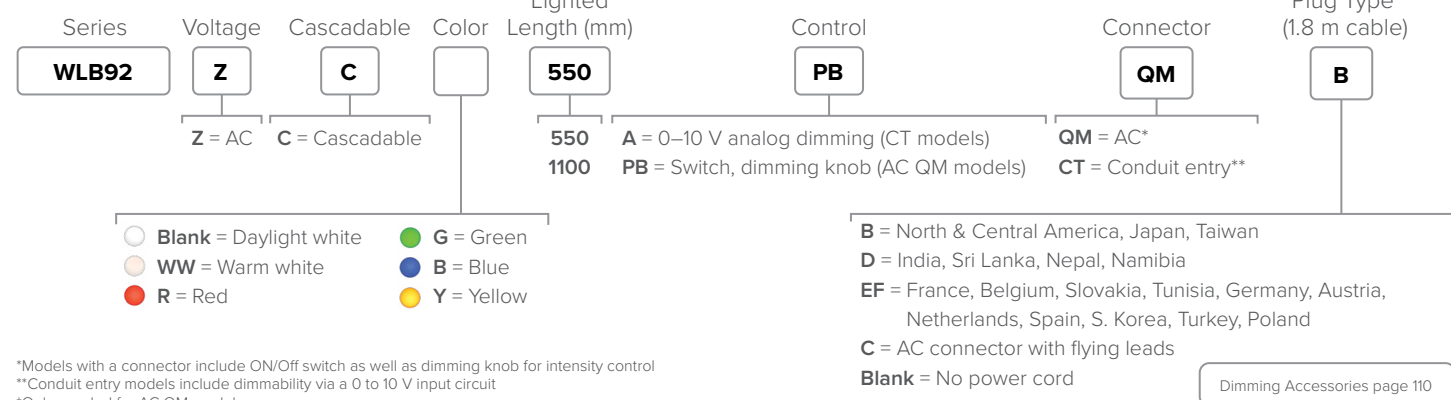 Lighted
Plug Type
Series Voltage Cascadable Color Length (mm) Control Connector (1.8 m cable)
WLB92 Z C 550 PB QM B
Z = AC C = Cascadable 550 A = 0–10 V analog dimming (CT models) QM = AC*
1100 PB = Switch, dimming knob (AC QM models) CT = Conduit entry**
Blank = Daylight white G = Green
WW = Warm white B = Blue
R = Red Y = Yellow
B = North & Central America, Japan, Taiwan
D = India, Sri Lanka, Nepal, Namibia
EF = France, Belgium, Slovakia, Tunisia, Germany, Austria,
Netherlands, Spain, S. Korea, Turkey, Poland
C = AC connector with flying leads
Blank = No power cord
*Models with a connector include ON/Off switch as well as dimming knob for intensity control
**Conduit entry models include dimmability via a 0 to 10 V input circuit
Dimming Accessories page 110